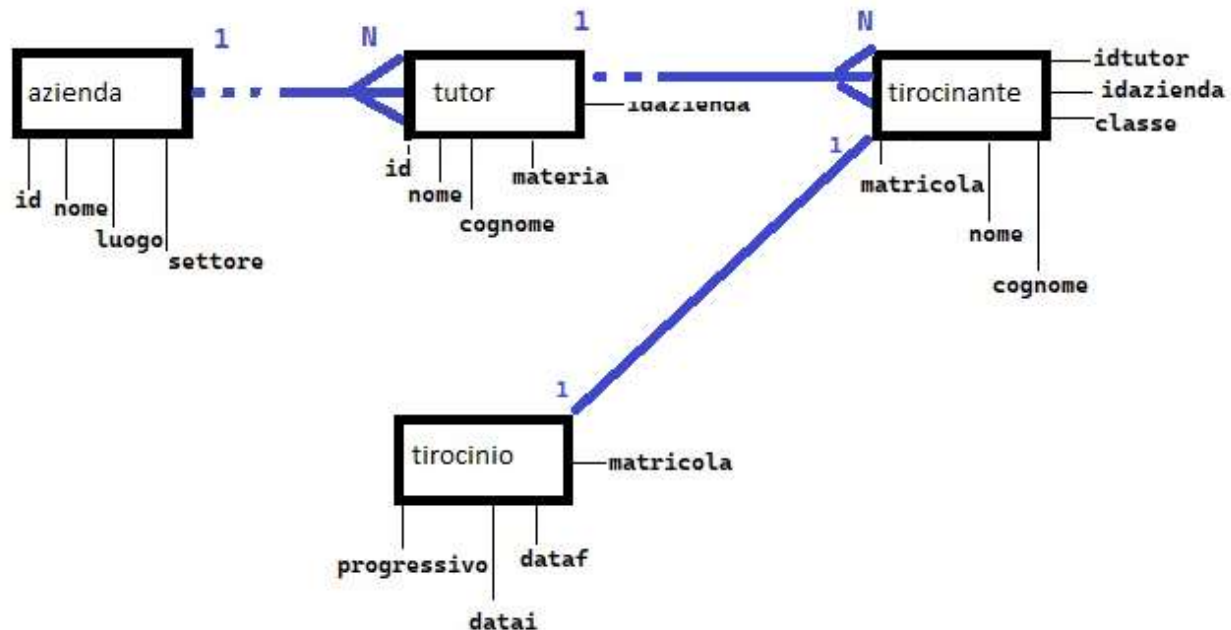 1
N
1
N
azienda
tutor
tirocinante
idtutor
idazienda
classe
idazienda
id
nome
luogo
settore
id
nome
cognome
materia
1
matricola
nome
cognome
1
tirocinio
matricola
progressivo
dataf
datai